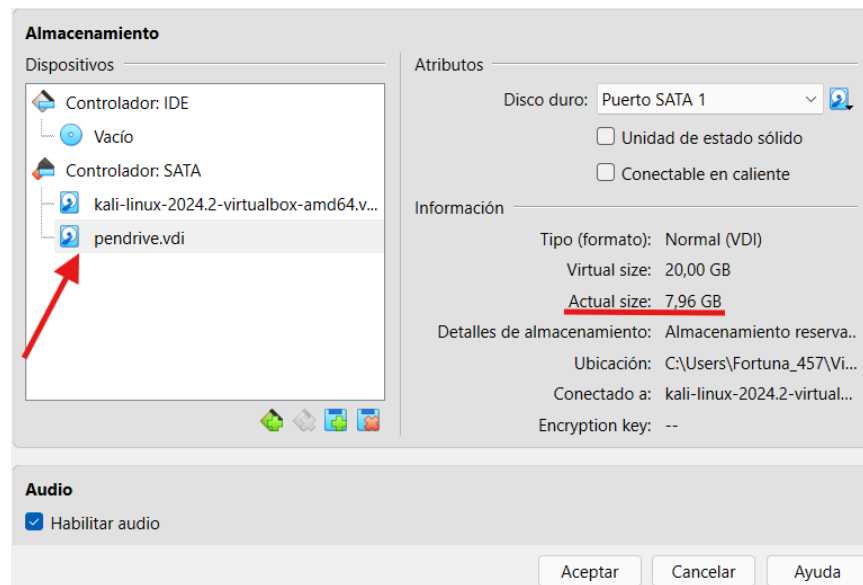 Almacenamiento
Dispositivos
Controlador: IDE
Vacío
Controlador: SATA
kali-linux-2024.2-virtualbox-amd64.v...
pendrive.vdi
Atributos
Disco duro: Puerto SATA 1
Unidad de estado sólido
Conectable en caliente
Información
Tipo (formato): Normal (VDI)
Virtual size: 20,00 GB
Actual size: 7,96 GB
Detalles de almacenamiento: Almacenamiento reserva..
Ubicación: C:\Users\Fortuna_457\Vi...
Conectado a: kali-linux-2024.2-virtual...
Encryption key: --
Audio
Habilitar audio
Aceptar Cancelar Ayuda